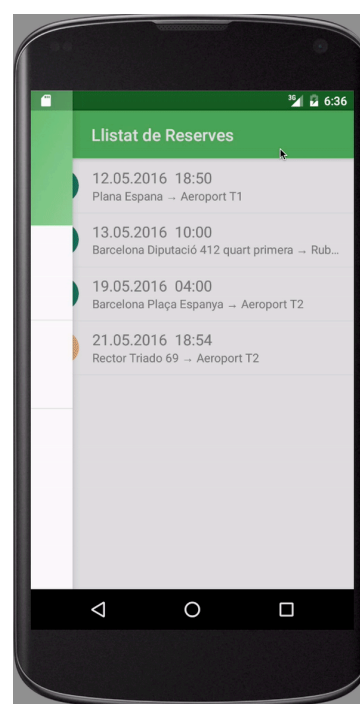 3G 6:36
Llistat de Reserves
12.05.2016 18:50
Plana Espana → Aeroport T1
13.05.2016 10:00
Barcelona Diputació 412 quart primera → Rub...
19.05.2016 04:00
Barcelona Plaça Espanya → Aeroport T2
21.05.2016 18:54
Rector Triado 69 → Aeroport T2